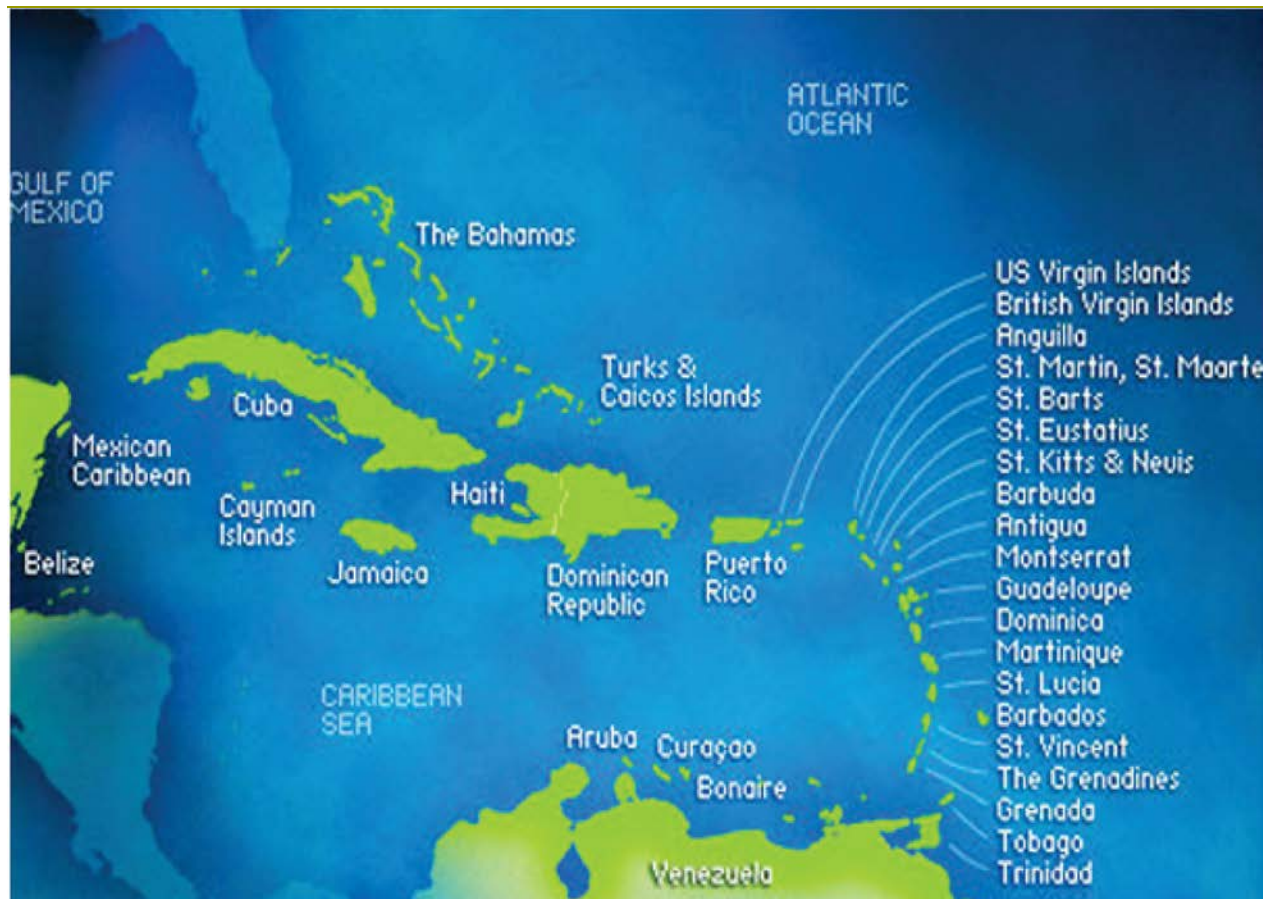 ATLANTIC
OCEAN
GULF OF
MEXICO
The Bahamas
US Virgin Islands
British Virgin Islands
Anguilla
St. Martin, St. Maarte
St. Barts
St. Eustatius
St. Kitts & Nevis
Barbuda
Antigua
Montserrat
Guadeloupe
Dominica
Martinique
St. Lucia
Barbados
St. Vincent
The Grenadines
Grenada
Tobago
Trinidad
Turks &
Caicos Islands
Cuba
Mexican
Caribbean
Cayman
Islands
Haiti
Belize
Jamaica
Dominican
Republic
Puerto
Rico
CARIBBEAN
SEA
Aruba
Curaçao
Bonaire
Venezuela